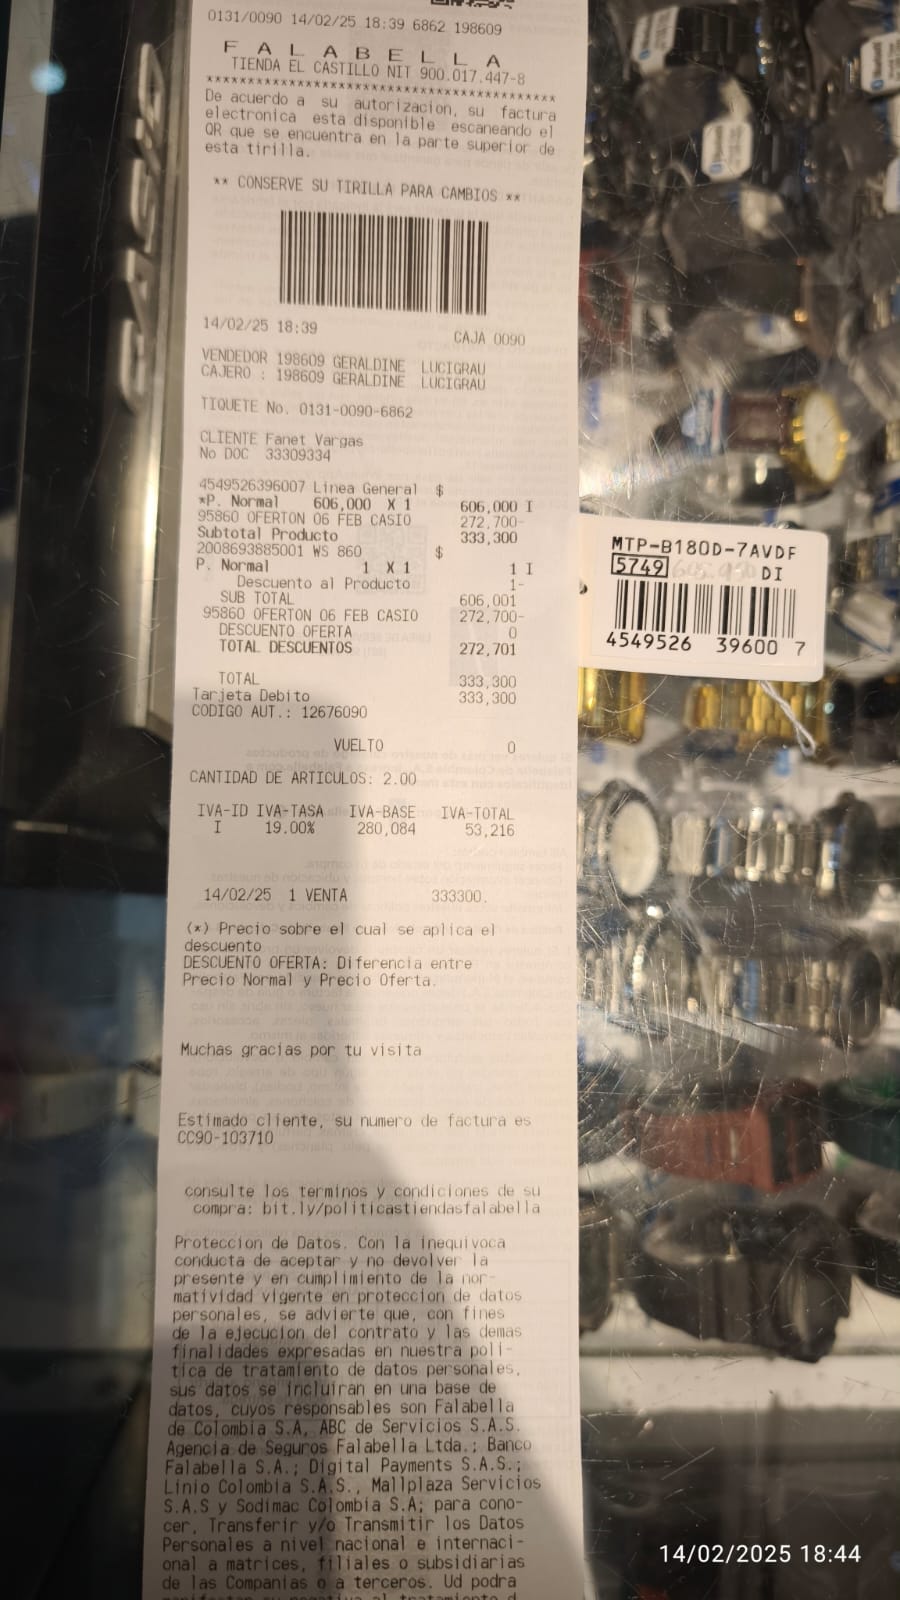 0131/0090 14/02/25 18:39 6862 198609
FALABELLA
TIENDA EL CASTILLO NIT 900.017.447-8
****************************************
De acuerdo a su autorizacion, su factura
electronica esta disponible escaneando el
QR que se encuentra en la parte superior de
esta tirilla.
** CONSERVE SU TIRILLA PARA CAMBIOS **
14/02/25 18:39 CAJA 0090
VENDEDOR 198609 GERALDINE LUCIGRAU
CAJERO : 198609 GERALDINE LUCIGRAU
TIQUETE No. 0131-0090-6862
CLIENTE Fanet Vargas
No DOC 33309334
4549526396007 Linea General $
*P. Normal 606,000 X 1 606,000 I
95860 OFERTON 06 FEB CASIO 272,700-
Subtotal Producto 333,300
2008693885001 WS 860 $
P. Normal 1 X 1 1 I
Descuento al Producto 1-
SUB TOTAL 606,001
95860 OFERTON 06 FEB CASIO 272,700-
DESCUENTO OFERTA 0
TOTAL DESCUENTOS 272,701
TOTAL 333,300
Tarjeta Debito 333,300
CODIGO AUT.: 12676090
VUELTO 0
CANTIDAD DE ARTICULOS: 2.00
IVA-ID IVA-TASA IVA-BASE IVA-TOTAL
I 19.00% 280,084 53,216
14/02/25 1 VENTA 333300.
(*) Precio sobre el cual se aplica el
descuento
DESCUENTO OFERTA: Diferencia entre
Precio Normal y Precio Oferta.
Muchas gracias por tu visita
Estimado cliente, su numero de factura es
CC90-103710
consulte los terminos y condiciones de su
compra: bit.ly/politicastiendasfalabella
Proteccion de Datos. Con la inequivoca
conducta de aceptar y no devolver la
presente y en cumplimiento de la nor-
matividad vigente en proteccion de datos
personales, se advierte que, con fines
de la ejecucion del contrato y las demas
finalidades expresadas en nuestra poli-
tica de tratamiento de datos personales,
sus datos se incluiran en una base de
datos, cuyos responsables son Falabella
de Colombia S.A, ABC de Servicios S.A.S.
Agencia de Seguros Falabella Ltda.; Banco
Falabella S.A.; Digital Payments S.A.S.;
Linio Colombia S.A.S., Mallplaza Servicios
S.A.S y Sodimac Colombia S.A; para cono-
cer, Transferir y/o Transmitir los Datos
Personales a nivel nacional e internaci-
onal a matrices, filiales o subsidiarias
de las Companias o a terceros. Ud podra
MTP-B180D-7AVDF
5749 DI
4549526 39600 7
CASIO
14/02/2025 18:44